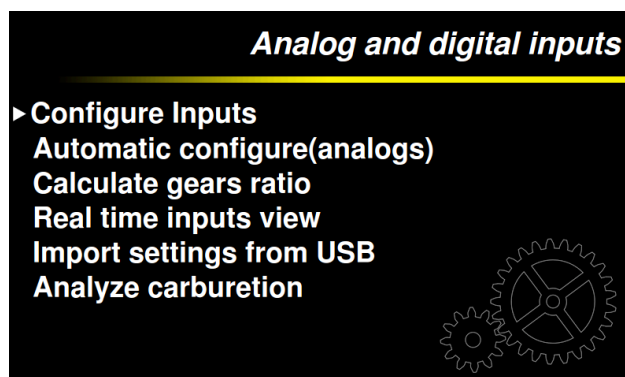 Analog and digital inputs
Configure Inputs
Automatic configure(analogs)
Calculate gears ratio
Real time inputs view
Import settings from USB
Analyze carburetion